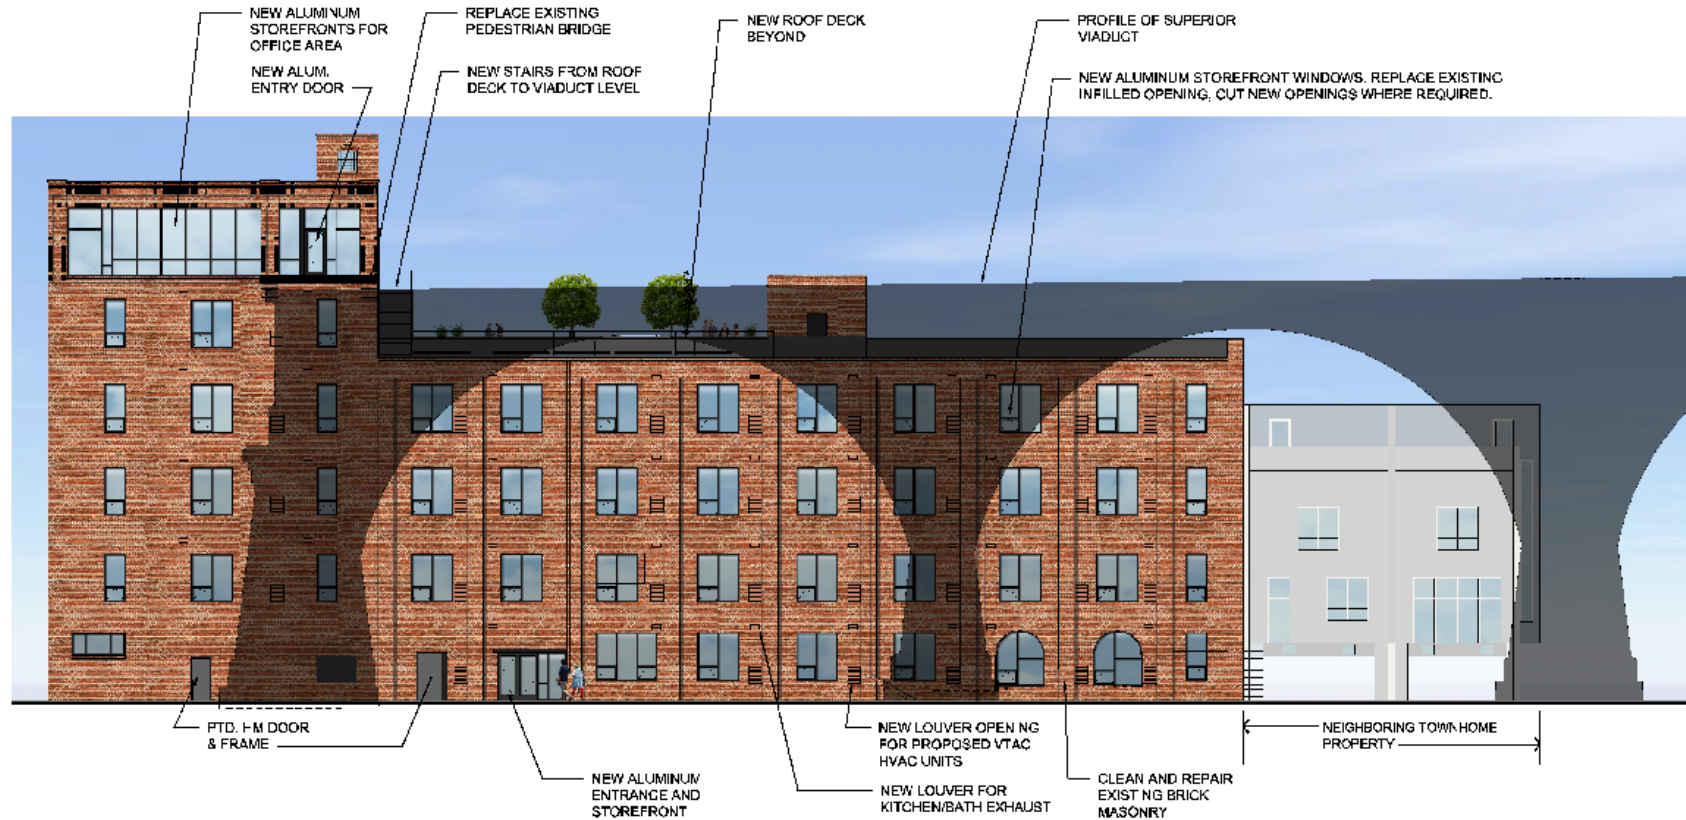 NEW ALUMINUM
STOREFRONTS FOR
OFFICE AREA
NEW ALUM.
ENTRY DOOR
REPLACE EXISTING
PEDESTRIAN BRIDGE
NEW STAIRS FROM ROOF
DECK TO VIADUCT LEVEL
NEW ROOF DECK
BEYOND
PROFILE OF SUPERIOR
VIADUCT
NEW ALUMINUM STOREFRONT WINDOWS. REPLACE EXISTING
INFILLED OPENING, CUT NEW OPENINGS WHERE REQUIRED.
PTD. HM DOOR
& FRAME
NEW ALUMINUM
ENTRANCE AND
STOREFRONT
NEW LOUVER OPENING
FOR PROPOSED VTAC
HVAC UNITS
NEW LOUVER FOR
KITCHEN/BATH EXHAUST
CLEAN AND REPAIR
EXISTING BRICK
MASONRY
NEIGHBORING TOWNHOME
PROPERTY